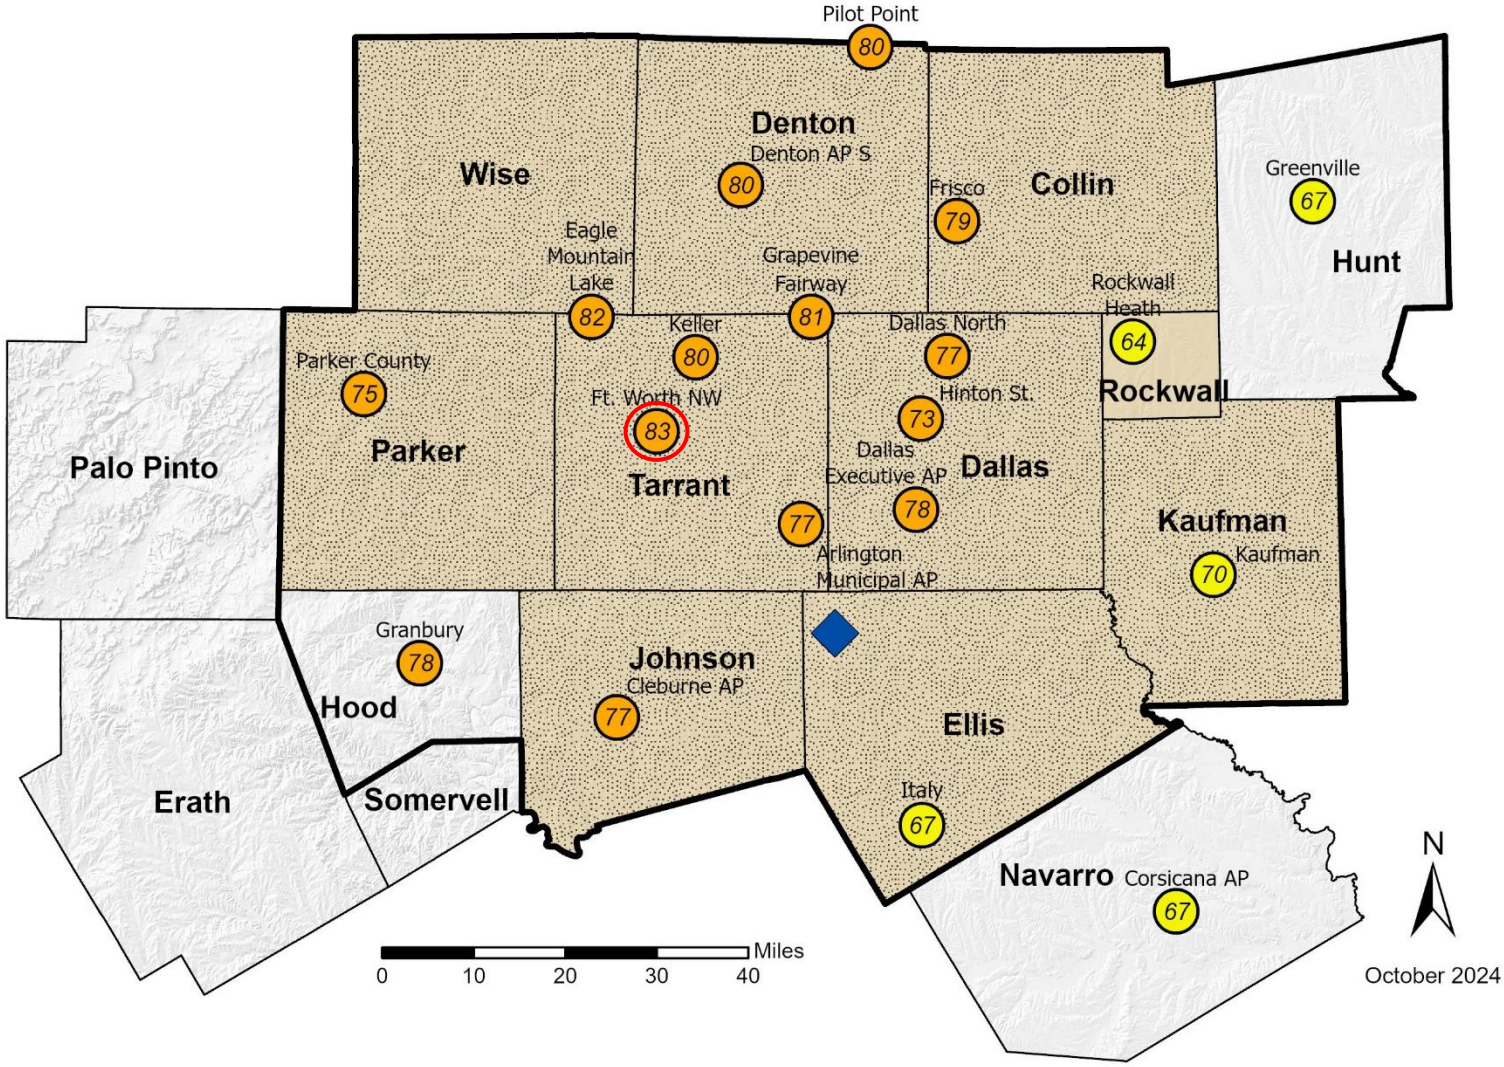 Pilot Point
80
Denton
Denton AP S
80
Wise
Collin
Frisco
79
Greenville
67
Hunt
Eagle
Mountain
Lake
82
Grapevine
Fairway
81
Rockwall
Heath
64
Rockwall
Keller
80
Dallas North
77
Parker County
75
Parker
Ft. Worth NW
83
Tarrant
Hinton St.
73
Dallas
Executive AP
78
Dallas
Palo Pinto
77
Arlington
Municipal AP
Kaufman
Kaufman
70
Granbury
78
Hood
Johnson
Cleburne AP
77
Ellis
Italy
67
Erath
Somervell
Navarro
Corsicana AP
67
N
Miles
0 10 20 30 40
October 2024